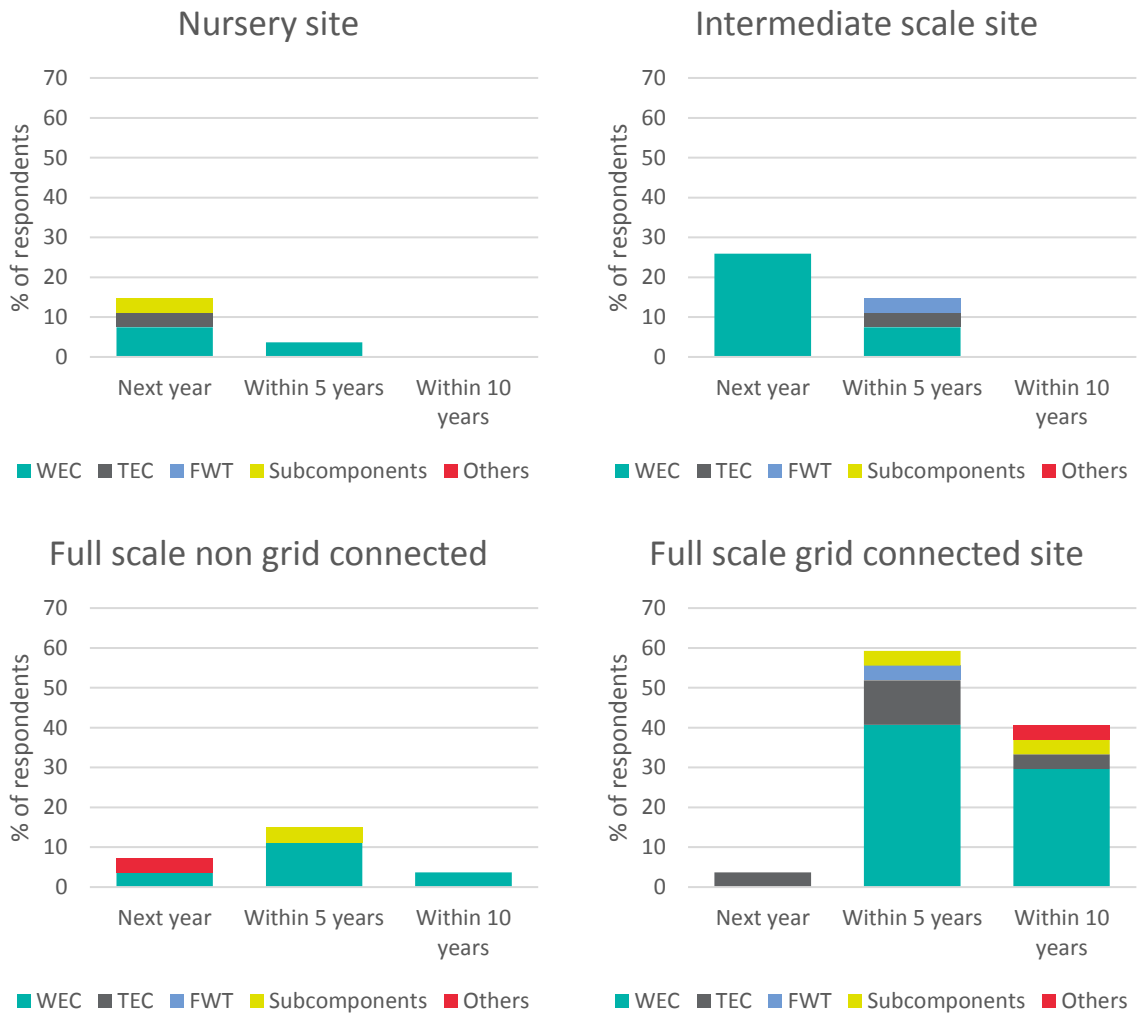 Nursery site
70
60
50
40
30
20
10
0
% of respondents
Next year
Within 5 years
Within 10
years
WEC TEC FWT Subcomponents Others
Intermediate scale site
70
60
50
40
30
20
10
0
% of respondents
Next year
Within 5 years
Within 10
years
WEC TEC FWT Subcomponents Others
Full scale non grid connected
70
60
50
40
30
20
10
0
% of respondents
Next year
Within 5 years
Within 10
years
WEC TEC FWT Subcomponents Others
Full scale grid connected site
70
60
50
40
30
20
10
0
% of respondents
Next year
Within 5 years
Within 10
years
WEC TEC FWT Subcomponents Others